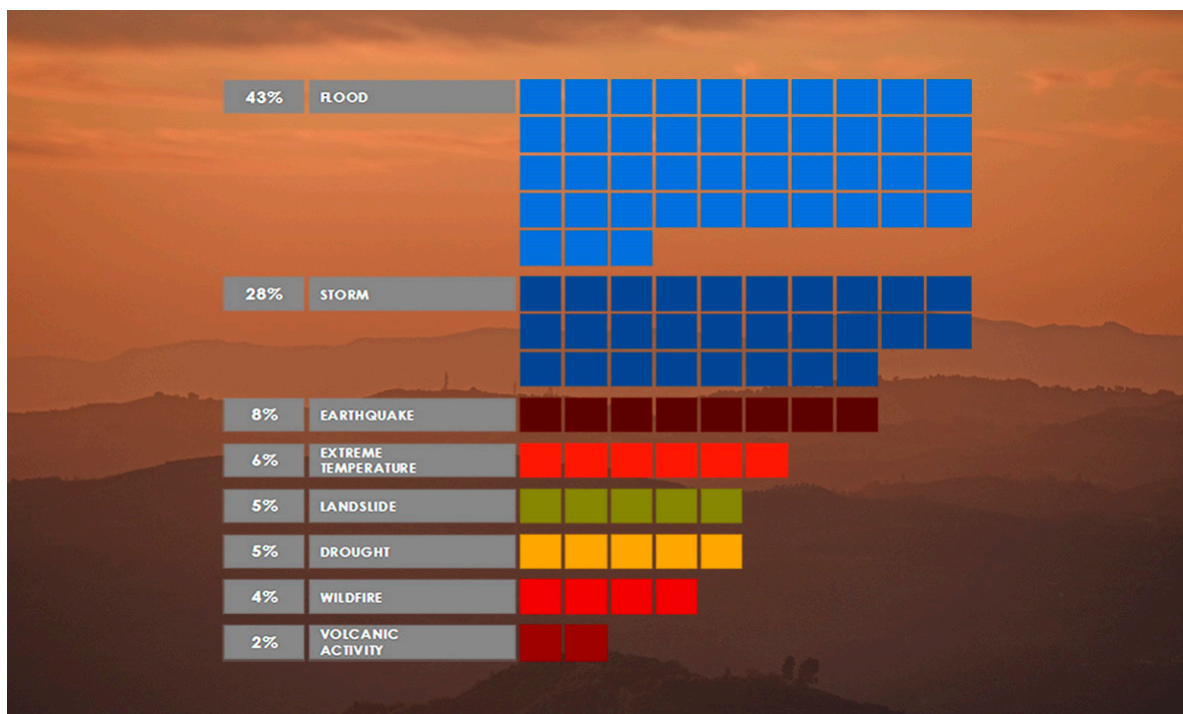 43%
FLOOD
28%
STORM
8%
EARTHQUAKE
6%
EXTREME
TEMPERATURE
5%
LANDSLIDE
5%
DROUGHT
4%
WILDFIRE
2%
VOLCANIC
ACTIVITY